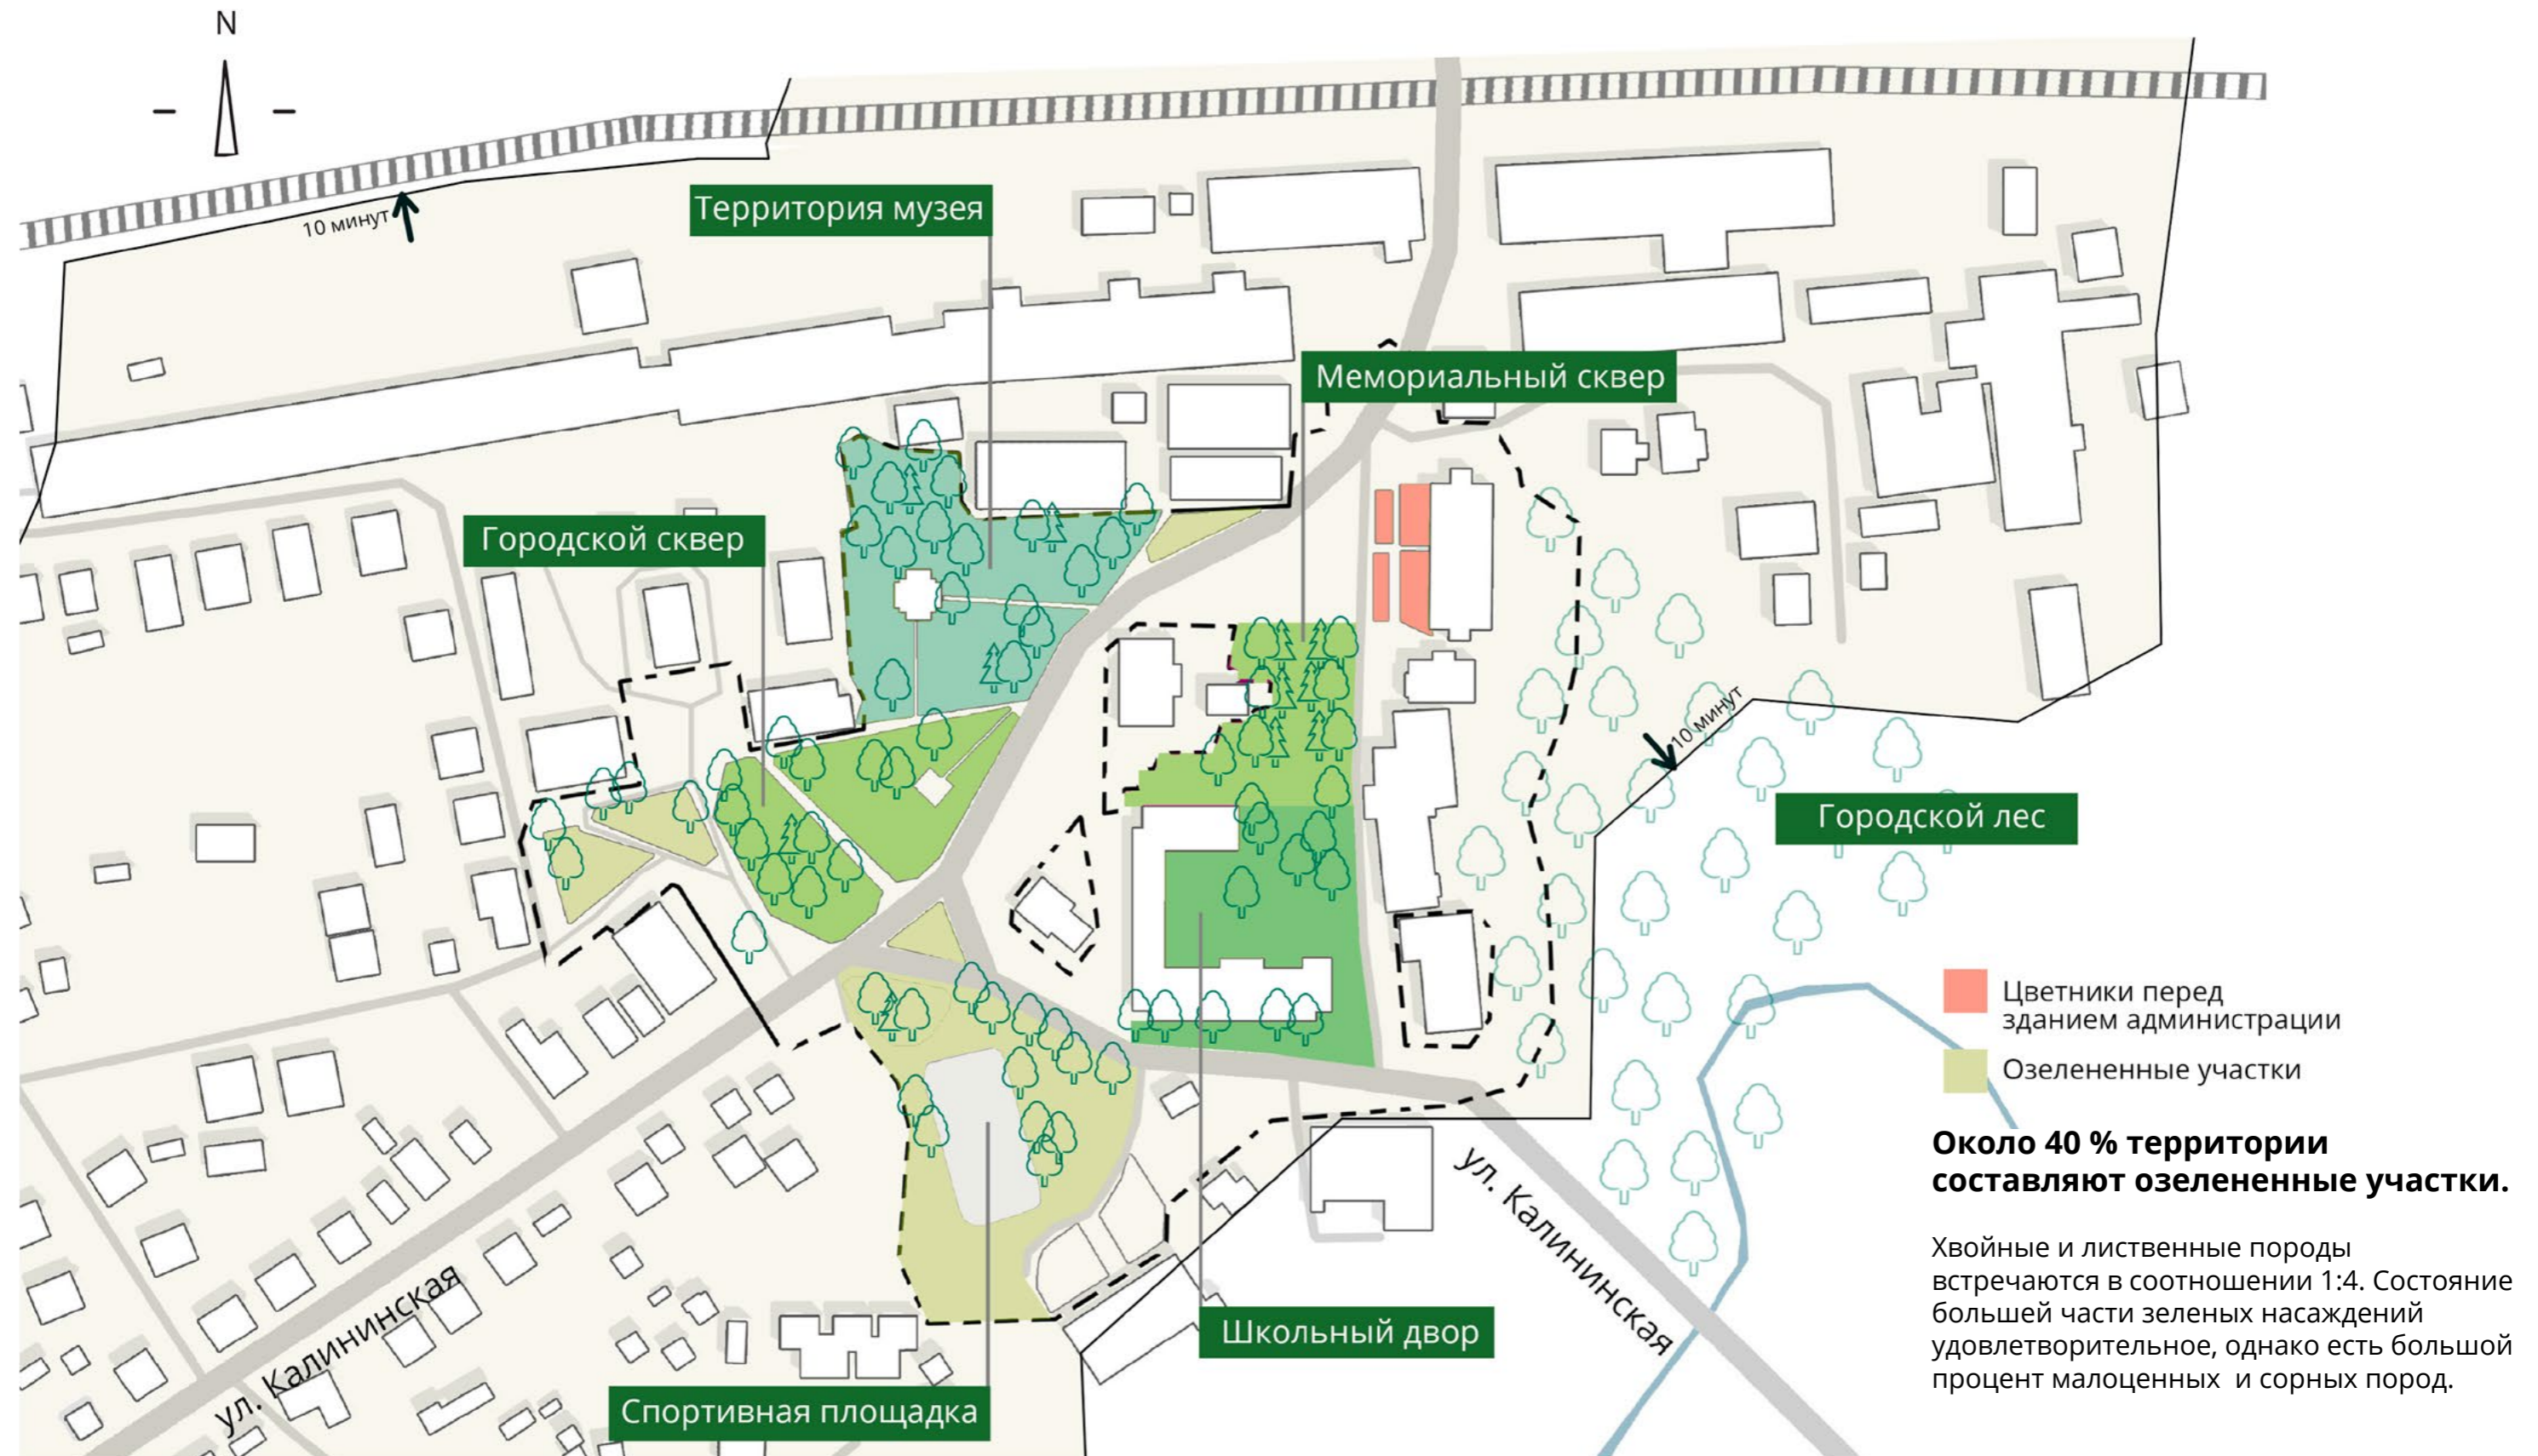 N
10 минут
Территория музея
Мемориальный сквер
Городской сквер
10 минут
Городской лес
Цветники перед
зданием администрации
Озелененные участки
Около 40 % территории
составляют озелененные участки.
Хвойные и лиственные породы
встречаются в соотношении 1:4. Состояние
большей части зеленых насаждений
удовлетворительное, однако есть большой
процент малоценных  и сорных пород.
ул. Калининская
ул. Калининская
Школьный двор
Спортивная площадка